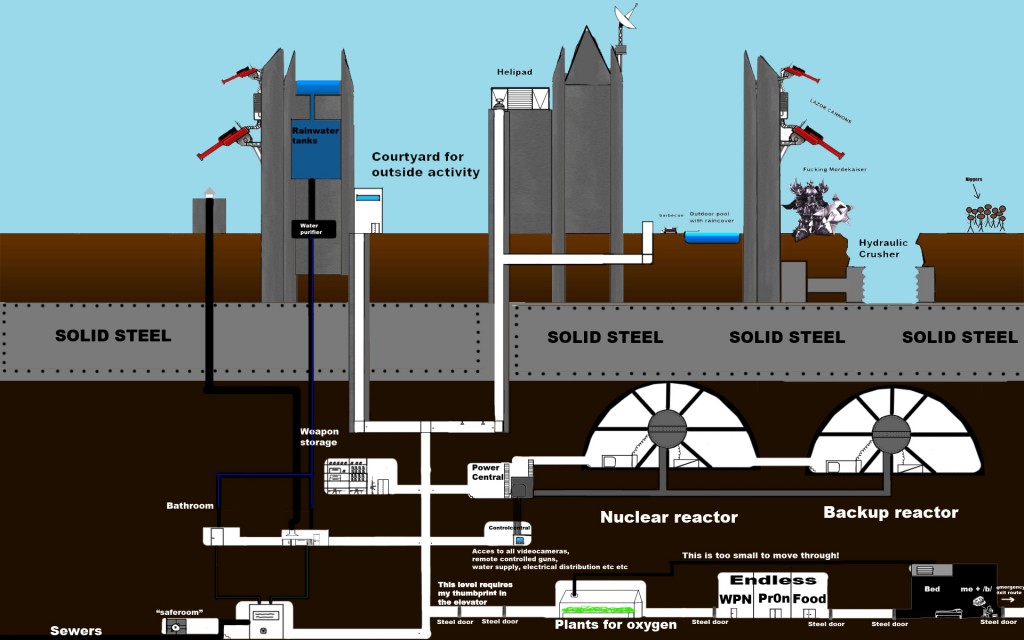 Helipad
LAZOR CANNONS
Rainwater
tanks
Courtyard for
outside activity
Fucking Mordekaiser
Niggers
barbecue
Outdoor pool
with raincover
Water
purifier
Hydraulic
Crusher
SOLID STEEL
SOLID STEEL
SOLID STEEL
SOLID STEEL
Weapon
storage
Power
Central
Bathroom
Nuclear reactor
Backup reactor
Controlcentral
Acces to all videocameras,
remote controlled guns,
water supply, electrical distribution etc etc
This is too small to move through!
This level requires
my thumbprint in
the elevator
Endless
WPN
Pr0n
Food
Bed
me + /b/
emergency
exit route
"saferoom"
Sewers
Steel door
Steel door
Plants for oxygen
Steel door
Steel door
Steel door